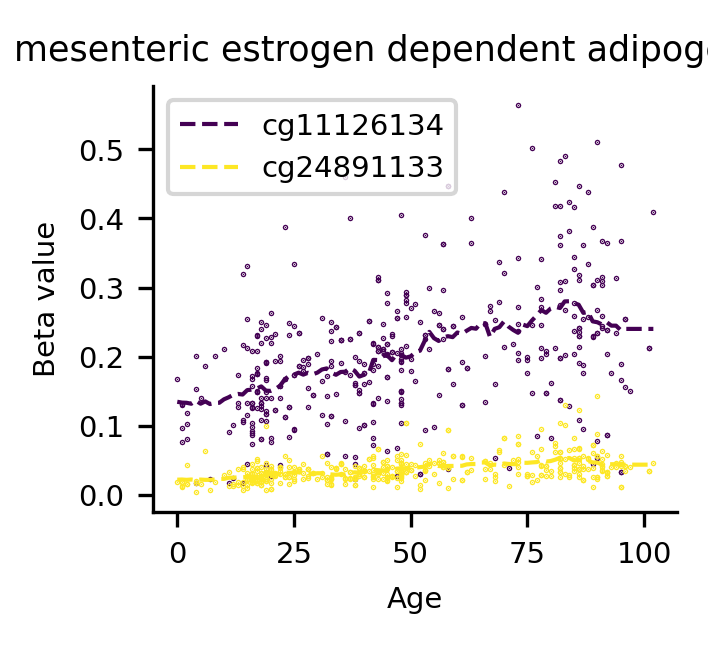 mesenteric estrogen dependent adipog
cg11126134
cg24891133
Beta value
0.5
0.4
0.3
0.2
0.1
0.0
0 25 50 75 100
Age